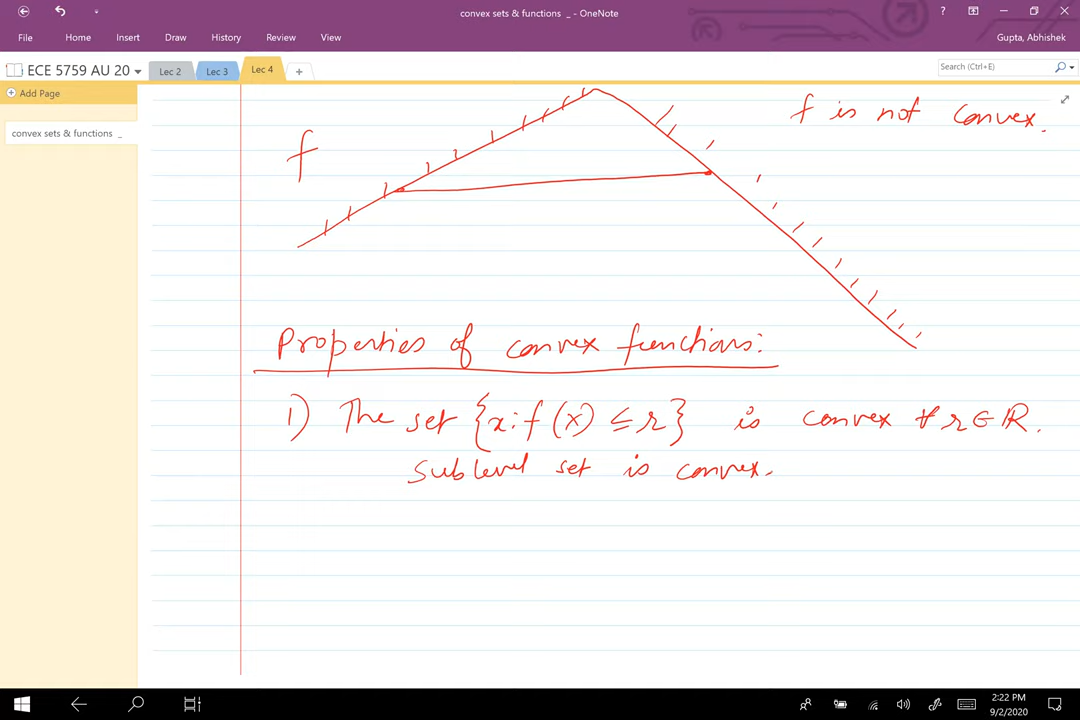 convex sets & functions _ - OneNote
?
File Home Insert Draw History Review View
Gupta, Abhishek
ECE 5759 AU 20 Lec 2 Lec 3 Lec 4 +
Search (Ctrl+E)
Add Page
convex sets & functions _
f
f is not convex.
Properties of convex functions:
1) The set {x: f(x) ≤ r} is convex ∀ r ∈ ℝ.
sublevel set is convex.
2:22 PM
9/2/2020